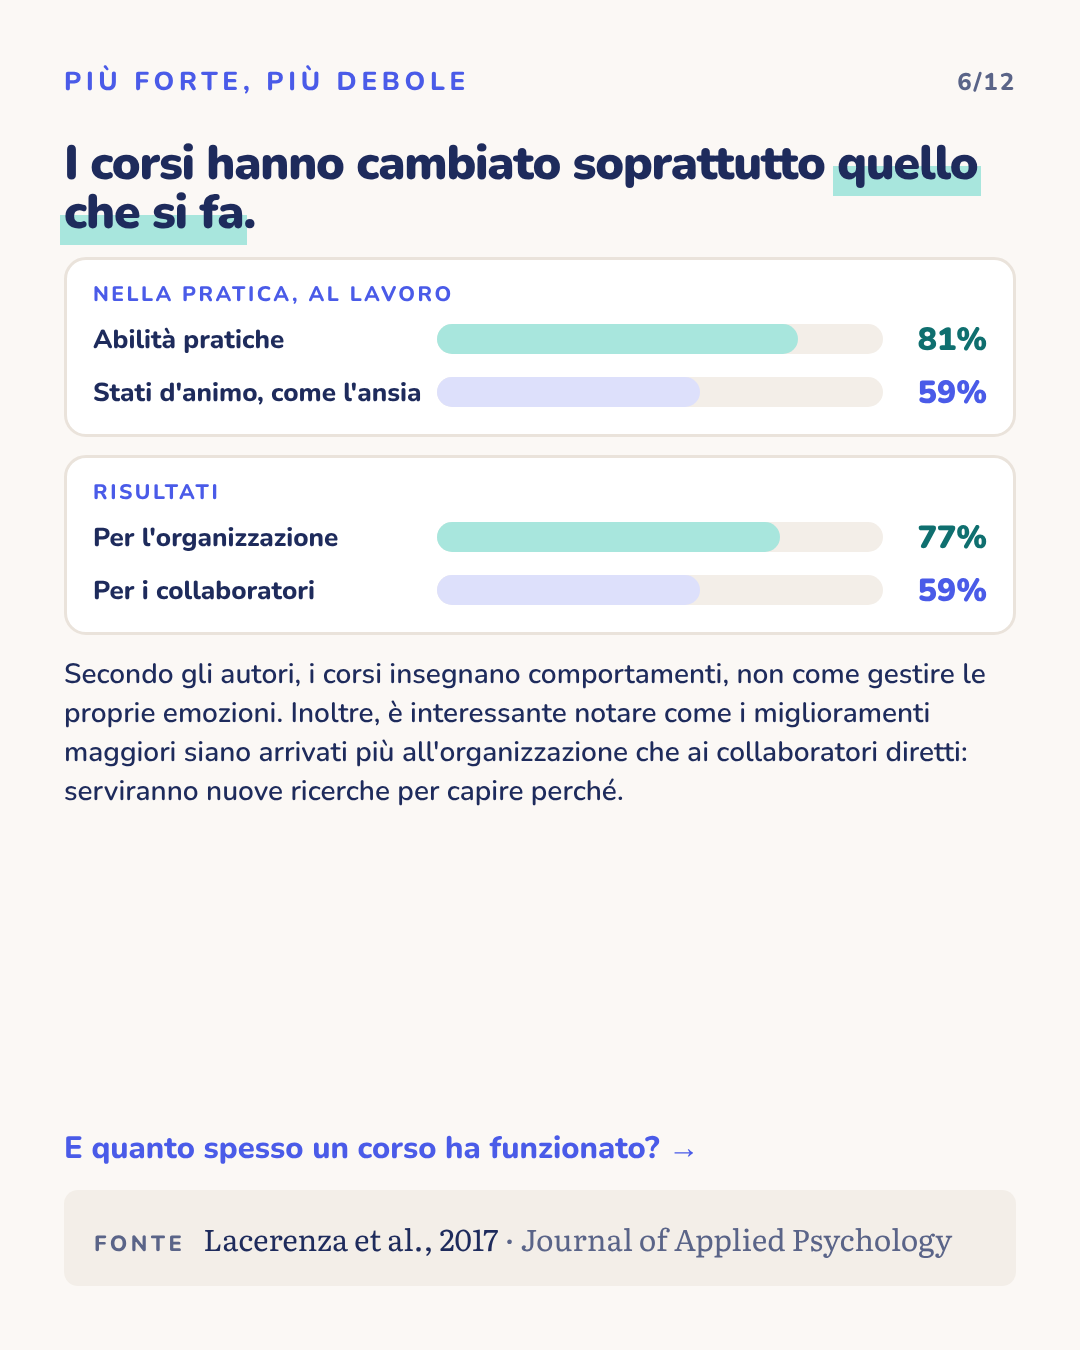 PIÙ FORTE, PIÙ DEBOLE
6/12
I corsi hanno cambiato soprattutto quello
che si fa.
NELLA PRATICA, AL LAVORO
Abilità pratiche 81%
Stati d'animo, come l'ansia 59%
RISULTATI
Per l'organizzazione 77%
Per i collaboratori 59%
Secondo gli autori, i corsi insegnano comportamenti, non come gestire le
proprie emozioni. Inoltre, è interessante notare come i miglioramenti
maggiori siano arrivati più all'organizzazione che ai collaboratori diretti:
serviranno nuove ricerche per capire perché.
E quanto spesso un corso ha funzionato? →
FONTE Lacerenza et al., 2017 · Journal of Applied Psychology